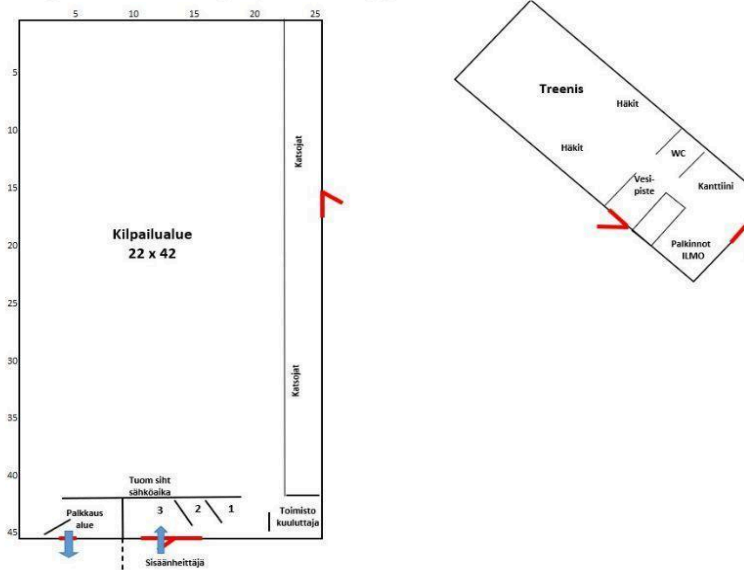 5 10 15 20 25
5
10
15
20
25
30
35
40
45
Katsojat
Kilpailualue
22 x 42
Katsojat
Tuom siht
sähköaika
Palkkaus
alue
3 2 1
Toimisto
kuuluttaja
Sisäänheittäjä
Treenis
Häkit
Häkit
WC
Vesi-
piste
Kanttiini
Palkinnot
ILMO